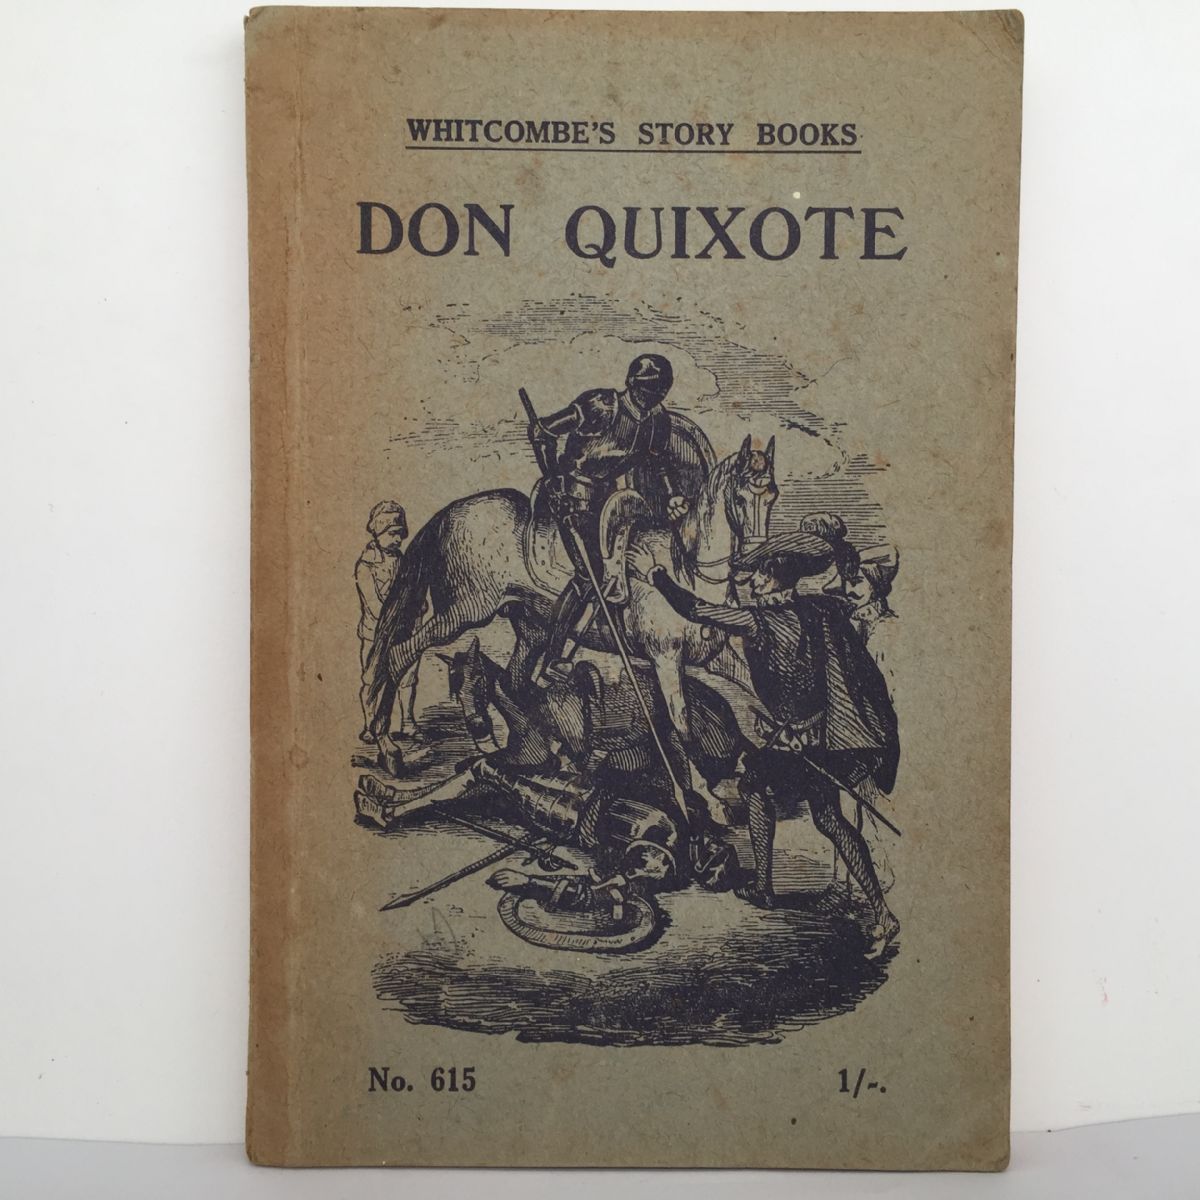 WHITCOMBE'S STORY BOOKS
DON QUIXOTE
No. 615 1/-.